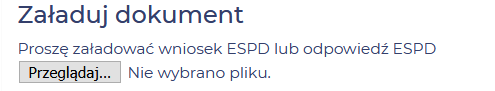 Załaduj dokument
Proszę załadować wniosek ESPD lub odpowiedź ESPD
Przeglądaj... Nie wybrano pliku.